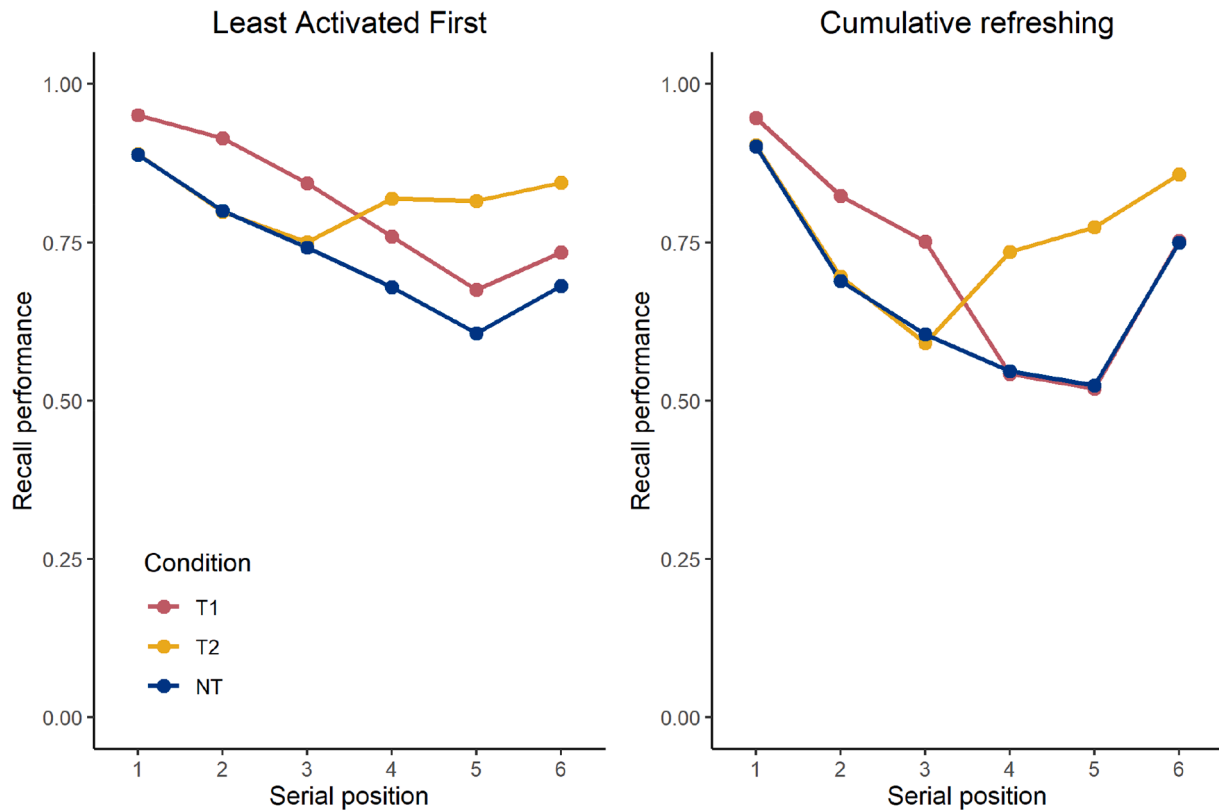 Least Activated First
Recall performance
1.00
0.75
0.50
0.25
0.00
Condition
T1
T2
NT
1 2 3 4 5 6
Serial position
Cumulative refreshing
Recall performance
1.00
0.75
0.50
0.25
0.00
1 2 3 4 5 6
Serial position